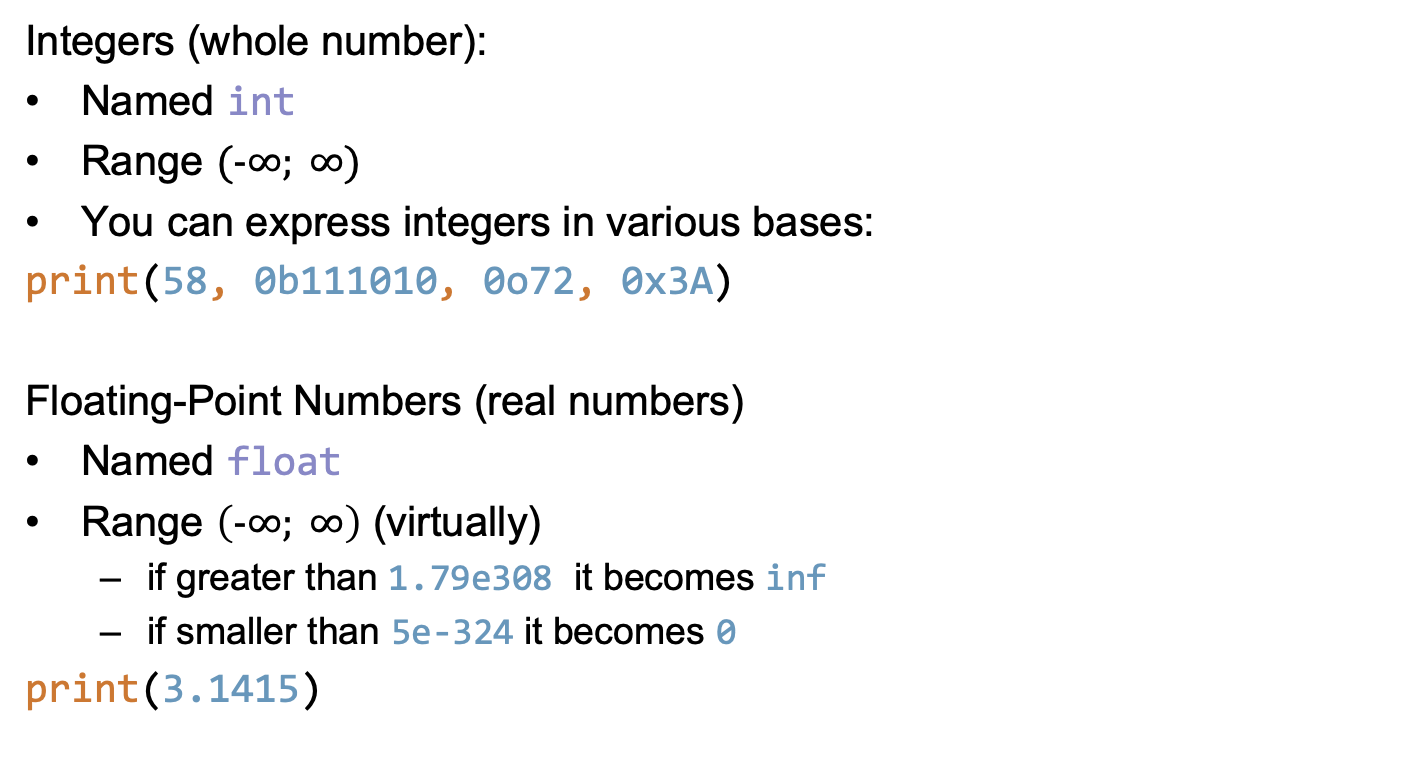 Integers (whole number):
• Named int
• Range (-∞; ∞)
• You can express integers in various bases:
print(58, 0b111010, 0o72, 0x3A)
Floating-Point Numbers (real numbers)
• Named float
• Range (-∞; ∞) (virtually)
– if greater than 1.79e308 it becomes inf
– if smaller than 5e-324 it becomes 0
print(3.1415)